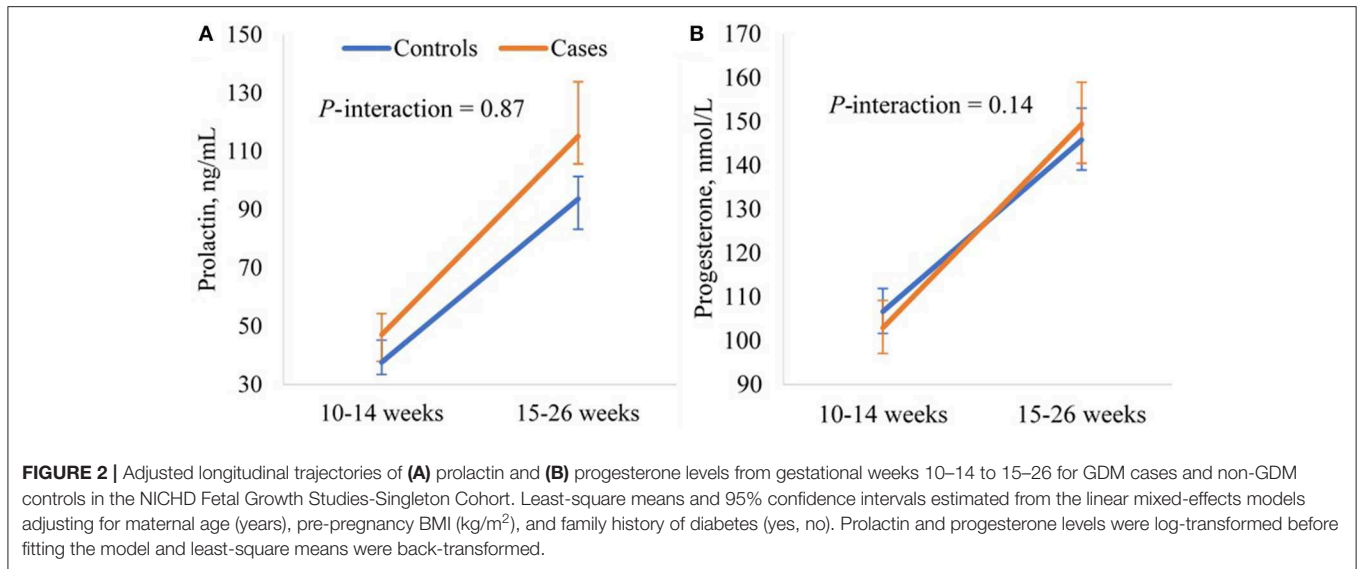 A
150
130
110
90
70
50
30
Prolactin, ng/mL
Controls
Cases
P-interaction = 0.87
10-14 weeks
15-26 weeks
B
170
160
150
140
130
120
110
100
90
Progesterone, nmol/L
P-interaction = 0.14
10-14 weeks
15-26 weeks
FIGURE 2 | Adjusted longitudinal trajectories of (A) prolactin and (B) progesterone levels from gestational weeks 10–14 to 15–26 for GDM cases and non-GDM
controls in the NICHD Fetal Growth Studies-Singleton Cohort. Least-square means and 95% confidence intervals estimated from the linear mixed-effects models
adjusting for maternal age (years), pre-pregnancy BMI (kg/m²), and family history of diabetes (yes, no). Prolactin and progesterone levels were log-transformed before
fitting the model and least-square means were back-transformed.